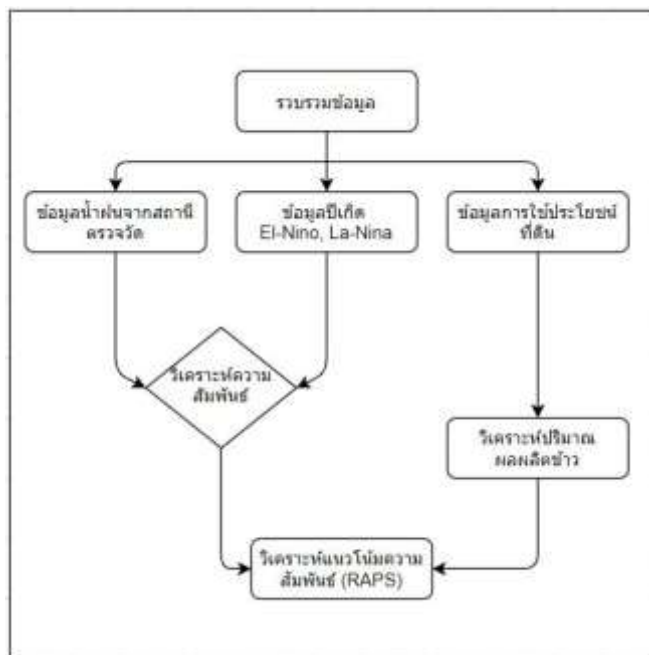 รวบรวมข้อมูล
ข้อมูลน้ำฝนจากสถานี
ตรวจวัด
ข้อมูลปีเกิด
El-Nino, La-Nina
ข้อมูลการใช้ประโยชน์
ที่ดิน
วิเคราะห์ความ
สัมพันธ์
วิเคราะห์ปริมาณ
ผลผลิตข้าว
วิเคราะห์แนวโน้มความ
สัมพันธ์ (RAPS)